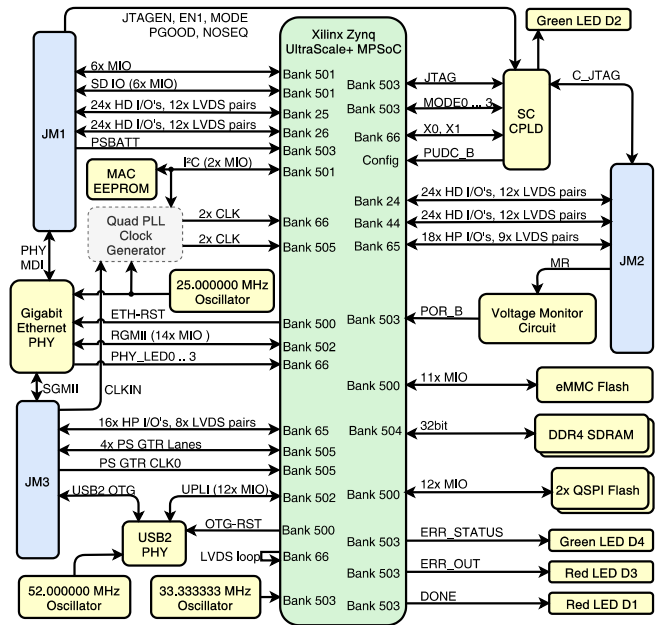 JTAGEN, EN1, MODE
PGOOD, NOSEQ
Xilinx Zynq
UltraScale+ MPSoC
Green LED D2
JM1
6x MIO
Bank 501
SD IO (6x MIO)
Bank 501
24x HD I/O's, 12x LVDS pairs
Bank 25
24x HD I/O's, 12x LVDS pairs
Bank 26
PSBATT
Bank 503
I²C (2x MIO)
Bank 501
MAC
EEPROM
Quad PLL
Clock
Generator
2x CLK
Bank 66
2x CLK
Bank 505
PHY
MDI
25.000000 MHz
Oscillator
Gigabit
Ethernet
PHY
ETH-RST
Bank 500
RGMII (14x MIO )
Bank 502
PHY_LED0 .. 3
Bank 66
SGMII
CLKIN
JM3
16x HP I/O's, 8x LVDS pairs
Bank 65
4x PS GTR Lanes
Bank 505
PS GTR CLK0
Bank 505
USB2 OTG
UPLI (12x MIO)
Bank 502
USB2
PHY
OTG-RST
Bank 500
LVDS loop
Bank 66
52.000000 MHz
Oscillator
33.333333 MHz
Oscillator
Bank 503
Bank 503
JTAG
SC
CPLD
C_JTAG
Bank 503
MODE0 ... 3
Bank 66
X0, X1
Config
PUDC_B
Bank 24
24x HD I/O's, 12x LVDS pairs
Bank 44
24x HD I/O's, 12x LVDS pairs
Bank 65
18x HP I/O's, 9x LVDS pairs
JM2
MR
Bank 503
POR_B
Voltage Monitor
Circuit
Bank 500
11x MIO
eMMC Flash
Bank 504
32bit
DDR4 SDRAM
Bank 500
12x MIO
2x QSPI Flash
Bank 503
ERR_STATUS
Green LED D4
Bank 503
ERR_OUT
Red LED D3
Bank 503
DONE
Red LED D1